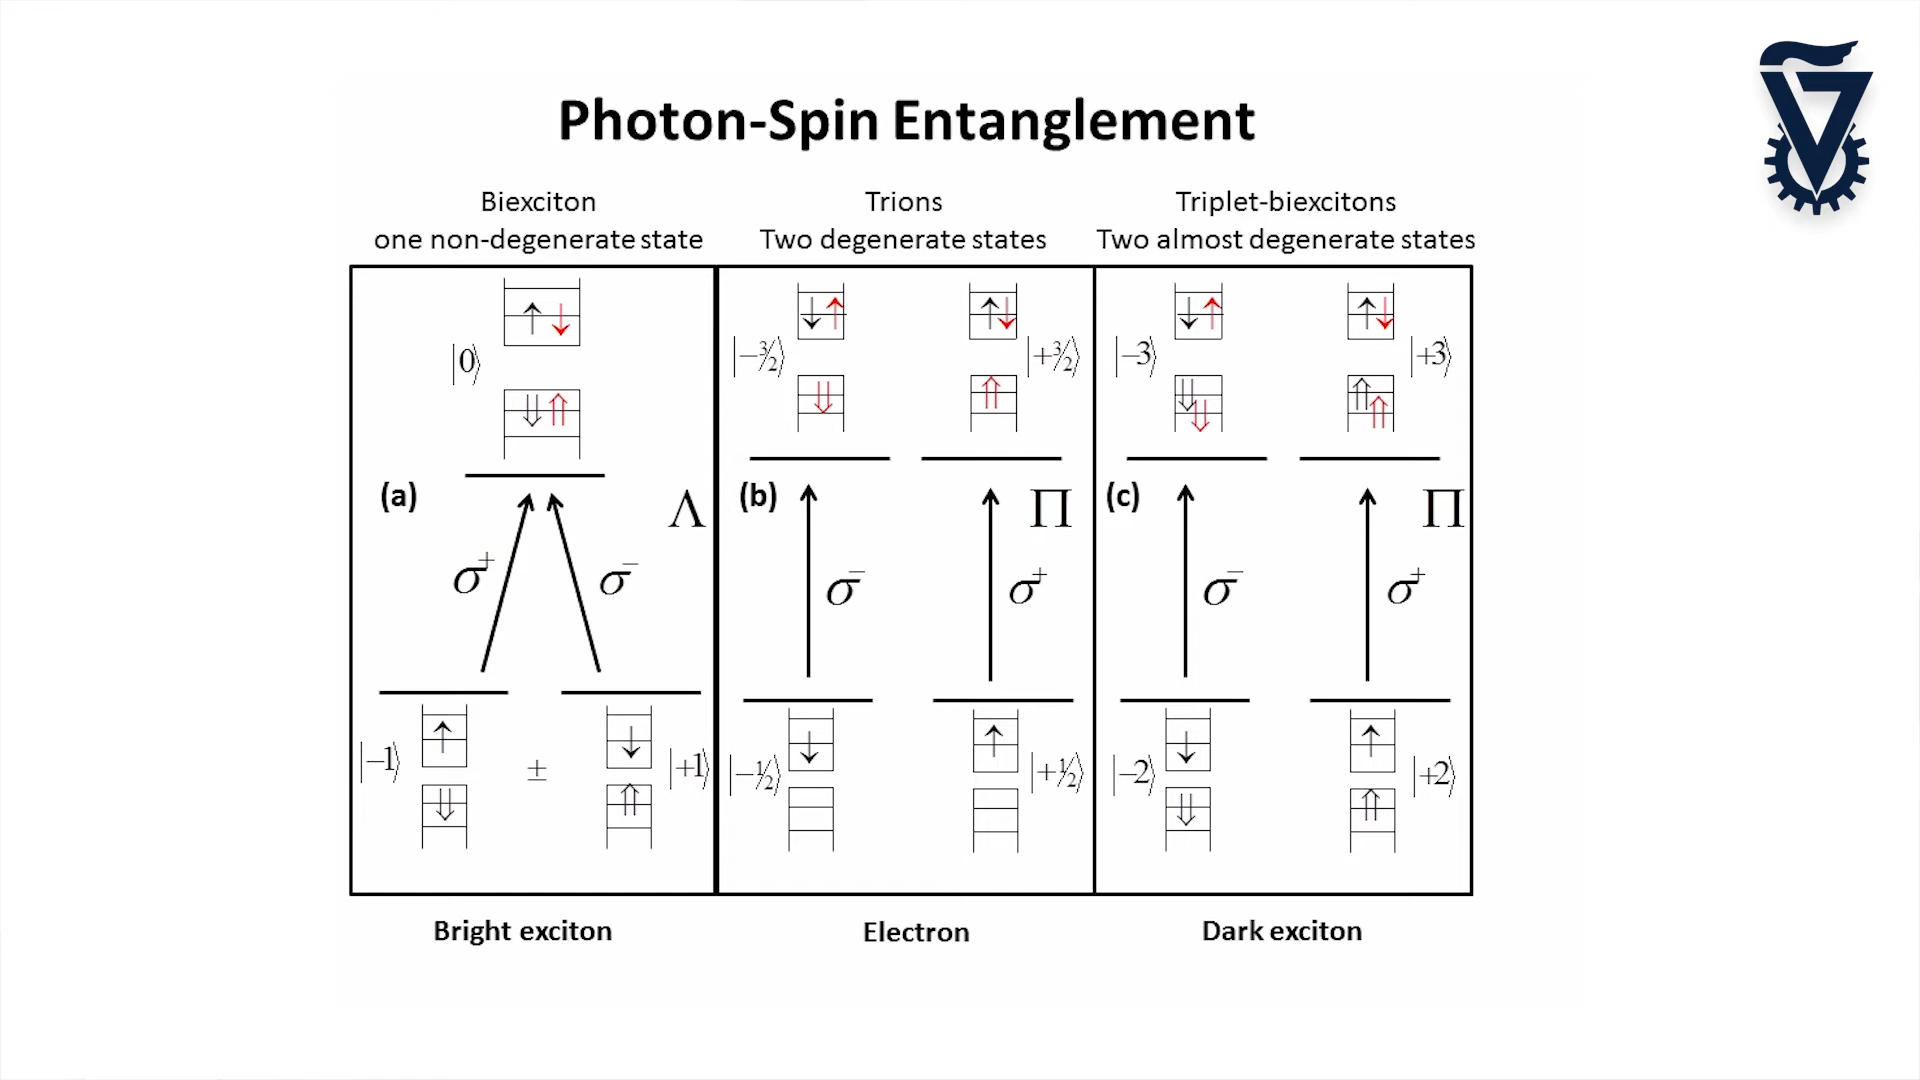 Photon-Spin Entanglement
Biexciton
one non-degenerate state
Trions
Two degenerate states
Triplet-biexcitons
Two almost degenerate states
|0⟩
(a)
Λ
σ⁺
σ⁻
|−1⟩
±
|+1⟩
|−3/2⟩
|+3/2⟩
(b)
Π
σ⁻
σ⁺
|−1/2⟩
|+1/2⟩
|−3⟩
|+3⟩
(c)
Π
σ⁻
σ⁺
|−2⟩
|+2⟩
Bright exciton
Electron
Dark exciton